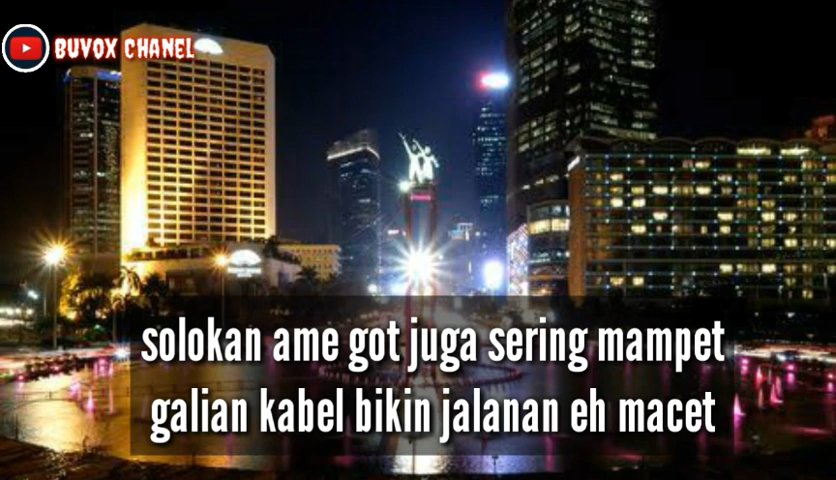 BUVOX CHANEL
solokan ame got juga sering mampet
galian kabel bikin jalanan eh macet